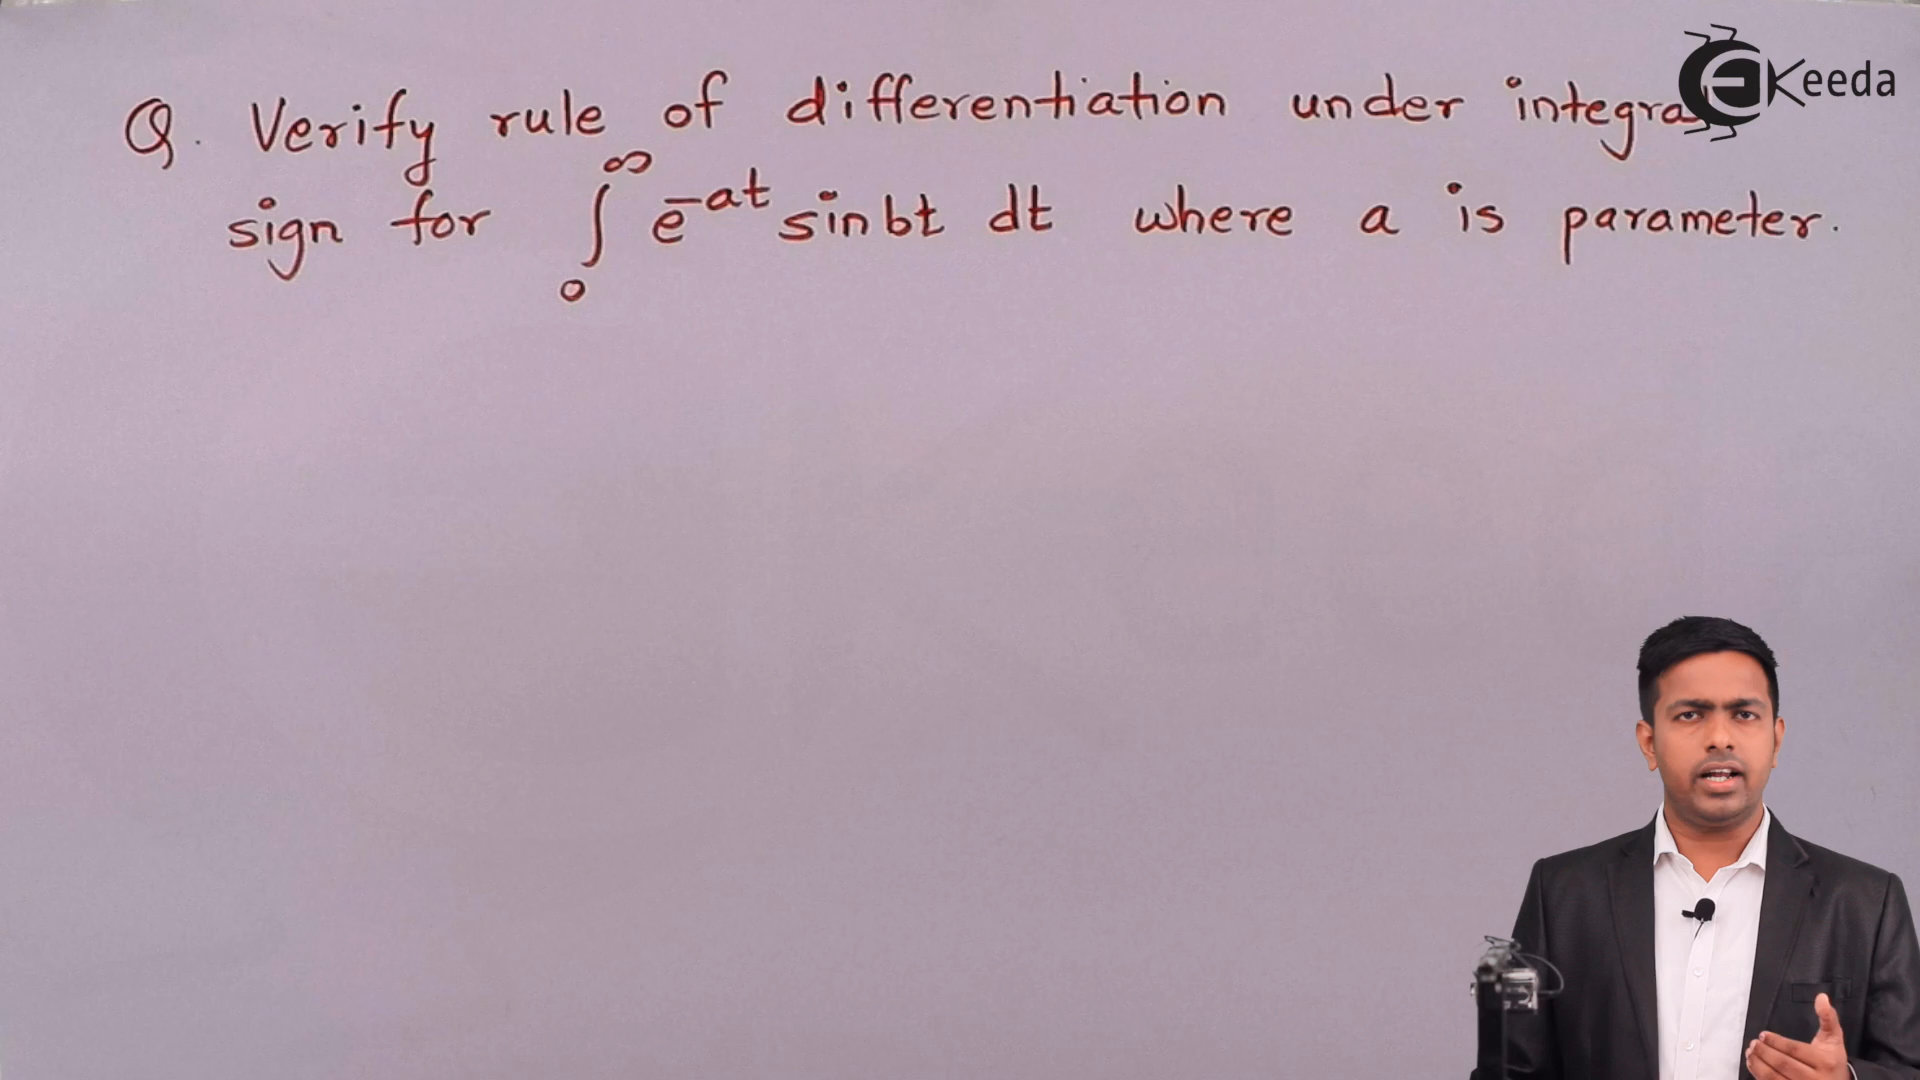 eKeeda
Q. Verify rule of differentiation under integral
sign for ∫₀^∞ e^-at sin bt dt where a is parameter.